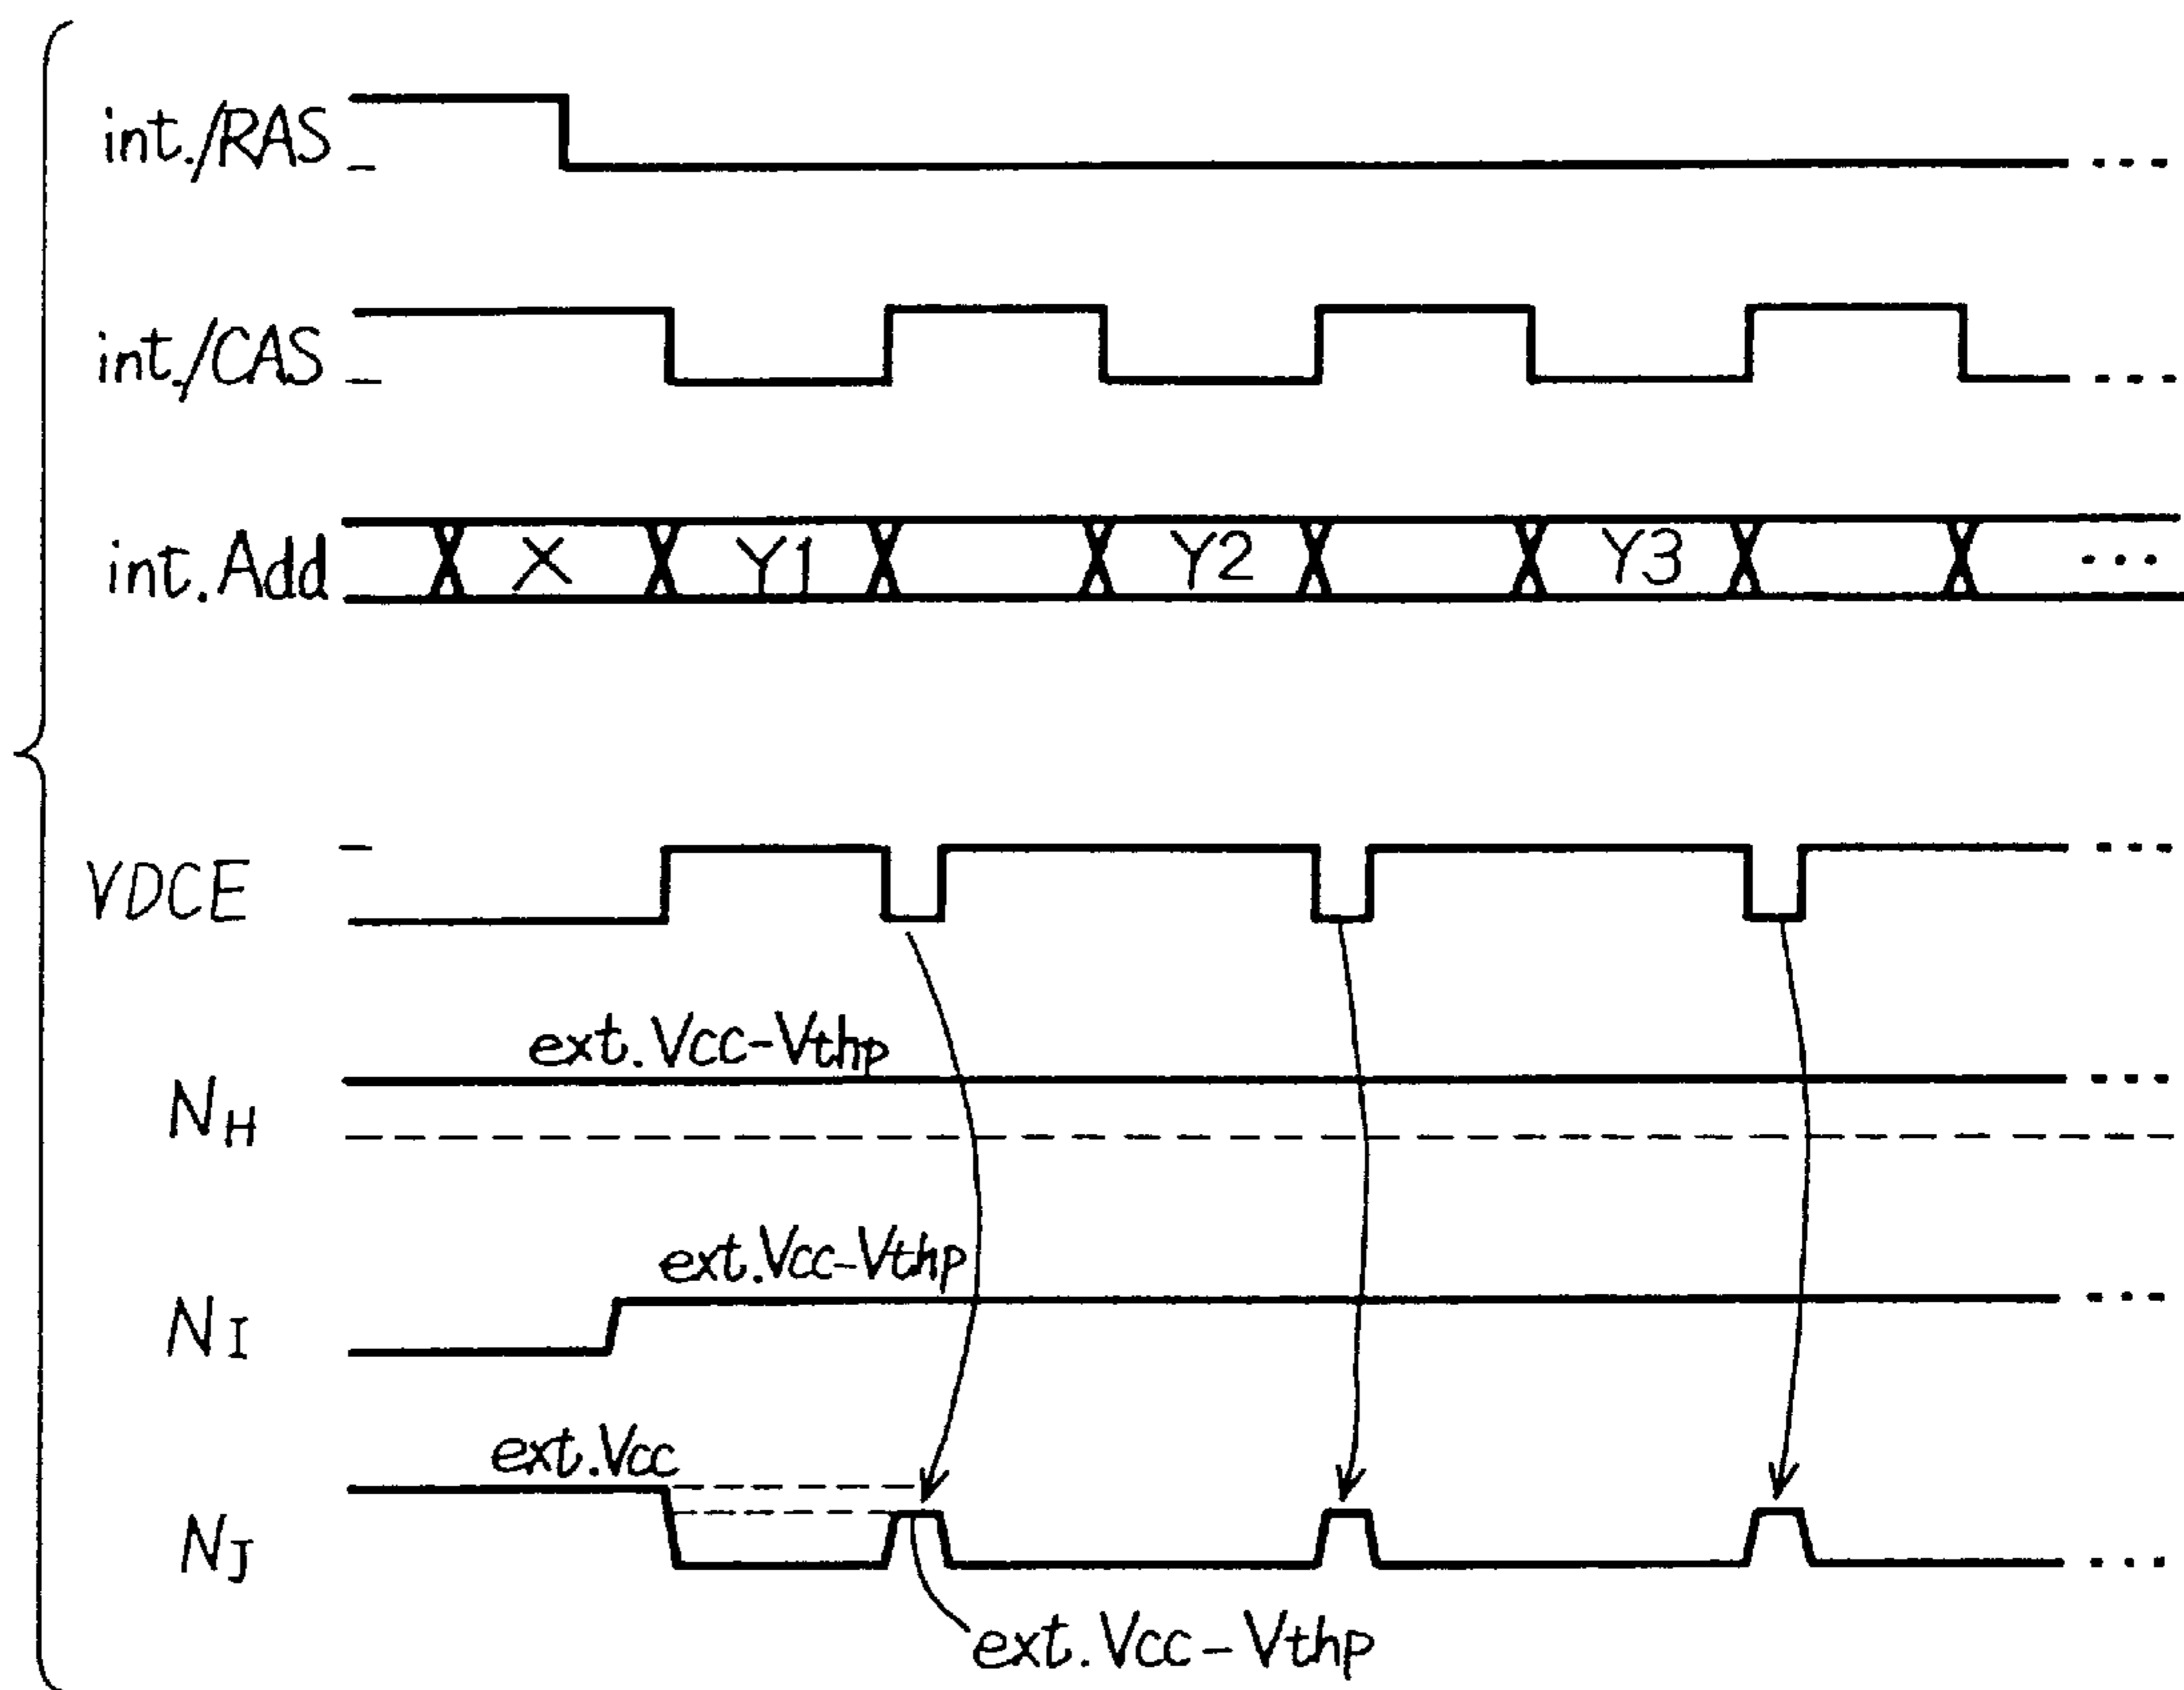 int./RAS
...
int./CAS
...
int.Add X Y1 Y2 Y3 ...
VDCE
...
ext.Vcc-Vthp
NH
...
ext.Vcc-Vthp
NI
...
ext.Vcc
NJ
...
ext.Vcc-Vthp